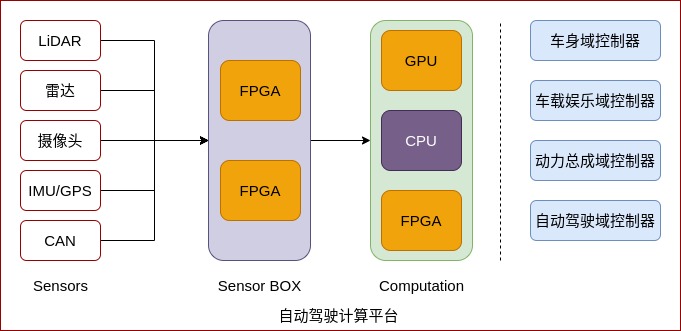 LiDAR
雷达
摄像头
IMU/GPS
CAN
Sensors
FPGA
FPGA
Sensor BOX
GPU
CPU
FPGA
Computation
车身域控制器
车载娱乐域控制器
动力总成域控制器
自动驾驶域控制器
自动驾驶计算平台